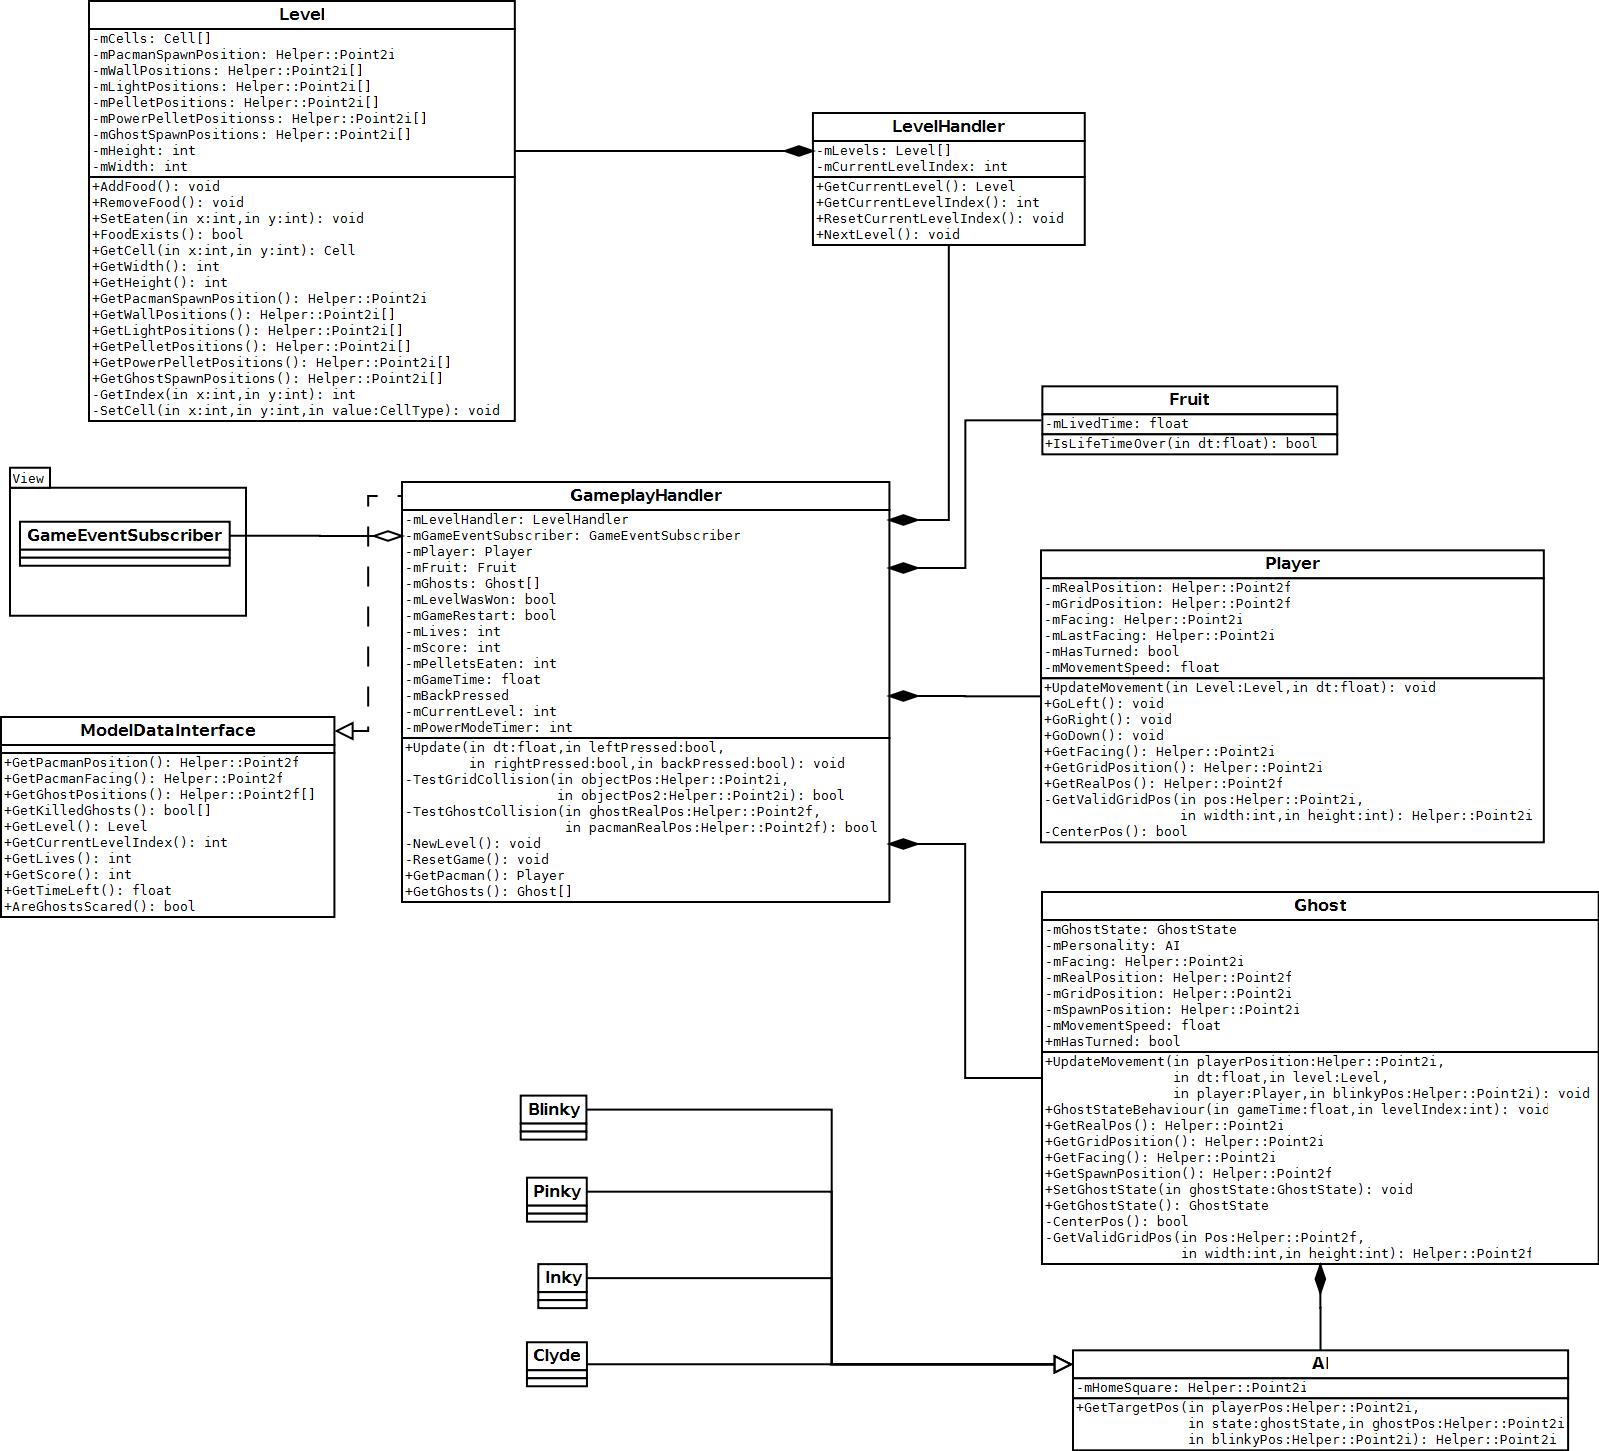 Level
-mCells: Cell[]
-mPacmanSpawnPosition: Helper::Point2i
-mWallPositions: Helper::Point2i[]
-mLightPositions: Helper::Point2i[]
-mPelletPositions: Helper::Point2i[]
-mPowerPelletPositionss: Helper::Point2i[]
-mGhostSpawnPositions: Helper::Point2i[]
-mHeight: int
-mWidth: int
+AddFood(): void
+RemoveFood(): void
+SetEaten(in x:int,in y:int): void
+FoodExists(): bool
+GetCell(in x:int,in y:int): Cell
+GetWidth(): int
+GetHeight(): int
+GetPacmanSpawnPosition(): Helper::Point2i
+GetWallPositions(): Helper::Point2i[]
+GetLightPositions(): Helper::Point2i[]
+GetPelletPositions(): Helper::Point2i[]
+GetPowerPelletPositions(): Helper::Point2i[]
+GetGhostSpawnPositions(): Helper::Point2i[]
-GetIndex(in x:int,in y:int): int
-SetCell(in x:int,in y:int,in value:CellType): void
LevelHandler
-mLevels: Level[]
-mCurrentLevelIndex: int
+GetCurrentLevel(): Level
+GetCurrentLevelIndex(): int
+ResetCurrentLevelIndex(): void
+NextLevel(): void
Fruit
-mLivedTime: float
+IsLifeTimeOver(in dt:float): bool
View
GameEventSubscriber
GameplayHandler
-mLevelHandler: LevelHandler
-mGameEventSubscriber: GameEventSubscriber
-mPlayer: Player
-mFruit: Fruit
-mGhosts: Ghost[]
-mLevelWasWon: bool
-mGameRestart: bool
-mLives: int
-mScore: int
-mPelletsEaten: int
-mGameTime: float
-mBackPressed
-mCurrentLevel: int
-mPowerModeTimer: int
+Update(in dt:float,in leftPressed:bool,
in rightPressed:bool,in backPressed:bool): void
-TestGridCollision(in objectPos:Helper::Point2i,
in objectPos2:Helper::Point2i): bool
-TestGhostCollision(in ghostRealPos:Helper::Point2f,
in pacmanRealPos:Helper::Point2f): bool
-NewLevel(): void
-ResetGame(): void
+GetPacman(): Player
+GetGhosts(): Ghost[]
Player
-mRealPosition: Helper::Point2f
-mGridPosition: Helper::Point2f
-mFacing: Helper::Point2i
-mLastFacing: Helper::Point2i
-mHasTurned: bool
-mMovementSpeed: float
+UpdateMovement(in Level:Level,in dt:float): void
+GoLeft(): void
+GoRight(): void
+GoDown(): void
+GetFacing(): Helper::Point2i
+GetGridPosition(): Helper::Point2i
+GetRealPos(): Helper::Point2f
-GetValidGridPos(in pos:Helper::Point2i,
in width:int,in height:int): Helper::Point2i
-CenterPos(): bool
ModelDataInterface
+GetPacmanPosition(): Helper::Point2f
+GetPacmanFacing(): Helper::Point2f
+GetGhostPositions(): Helper::Point2f[]
+GetKilledGhosts(): bool[]
+GetLevel(): Level
+GetCurrentLevelIndex(): int
+GetLives(): int
+GetScore(): int
+GetTimeLeft(): float
+AreGhostsScared(): bool
Ghost
-mGhostState: GhostState
-mPersonality: AI
-mFacing: Helper::Point2i
-mRealPosition: Helper::Point2f
-mGridPosition: Helper::Point2i
-mSpawnPosition: Helper::Point2i
-mMovementSpeed: float
+mHasTurned: bool
+UpdateMovement(in playerPosition:Helper::Point2i,
in dt:float,in level:Level,
in player:Player,in blinkyPos:Helper::Point2i): void
+GhostStateBehaviour(in gameTime:float,in levelIndex:int): void
+GetRealPos(): Helper::Point2i
+GetGridPosition(): Helper::Point2i
+GetFacing(): Helper::Point2i
+GetSpawnPosition(): Helper::Point2f
+SetGhostState(in ghostState:GhostState): void
+GetGhostState(): GhostState
-CenterPos(): bool
-GetValidGridPos(in Pos:Helper::Point2f,
in width:int,in height:int): Helper::Point2f
Blinky
Pinky
Inky
Clyde
AI
-mHomeSquare: Helper::Point2i
+GetTargetPos(in playerPos:Helper::Point2i,
in state:ghostState,in ghostPos:Helper::Point2i
in blinkyPos:Helper::Point2i): Helper::Point2i